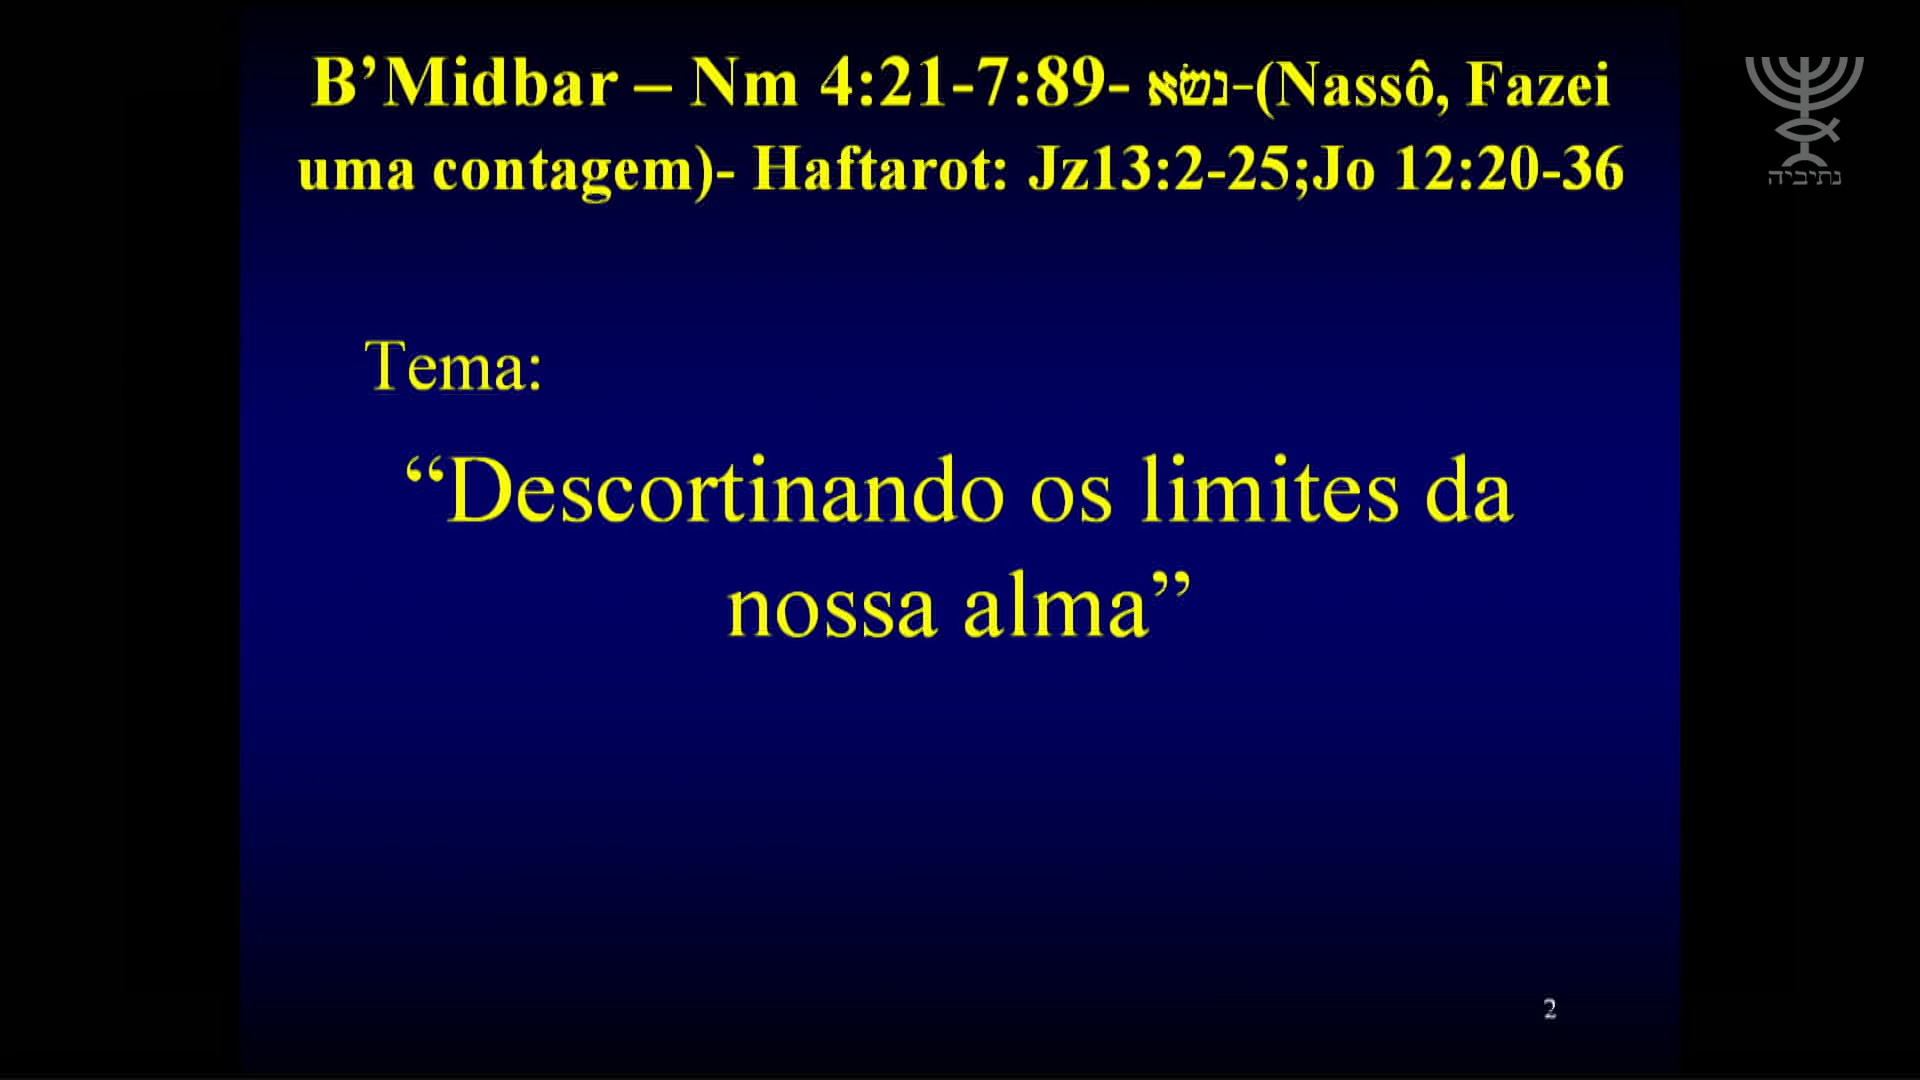 B’Midbar – Nm 4:21-7:89- נשׂא-(Nassô, Fazei
uma contagem)- Haftarot: Jz13:2-25;Jo 12:20-36
נתיביה
Tema:
“Descortinando os limites da
nossa alma”
2